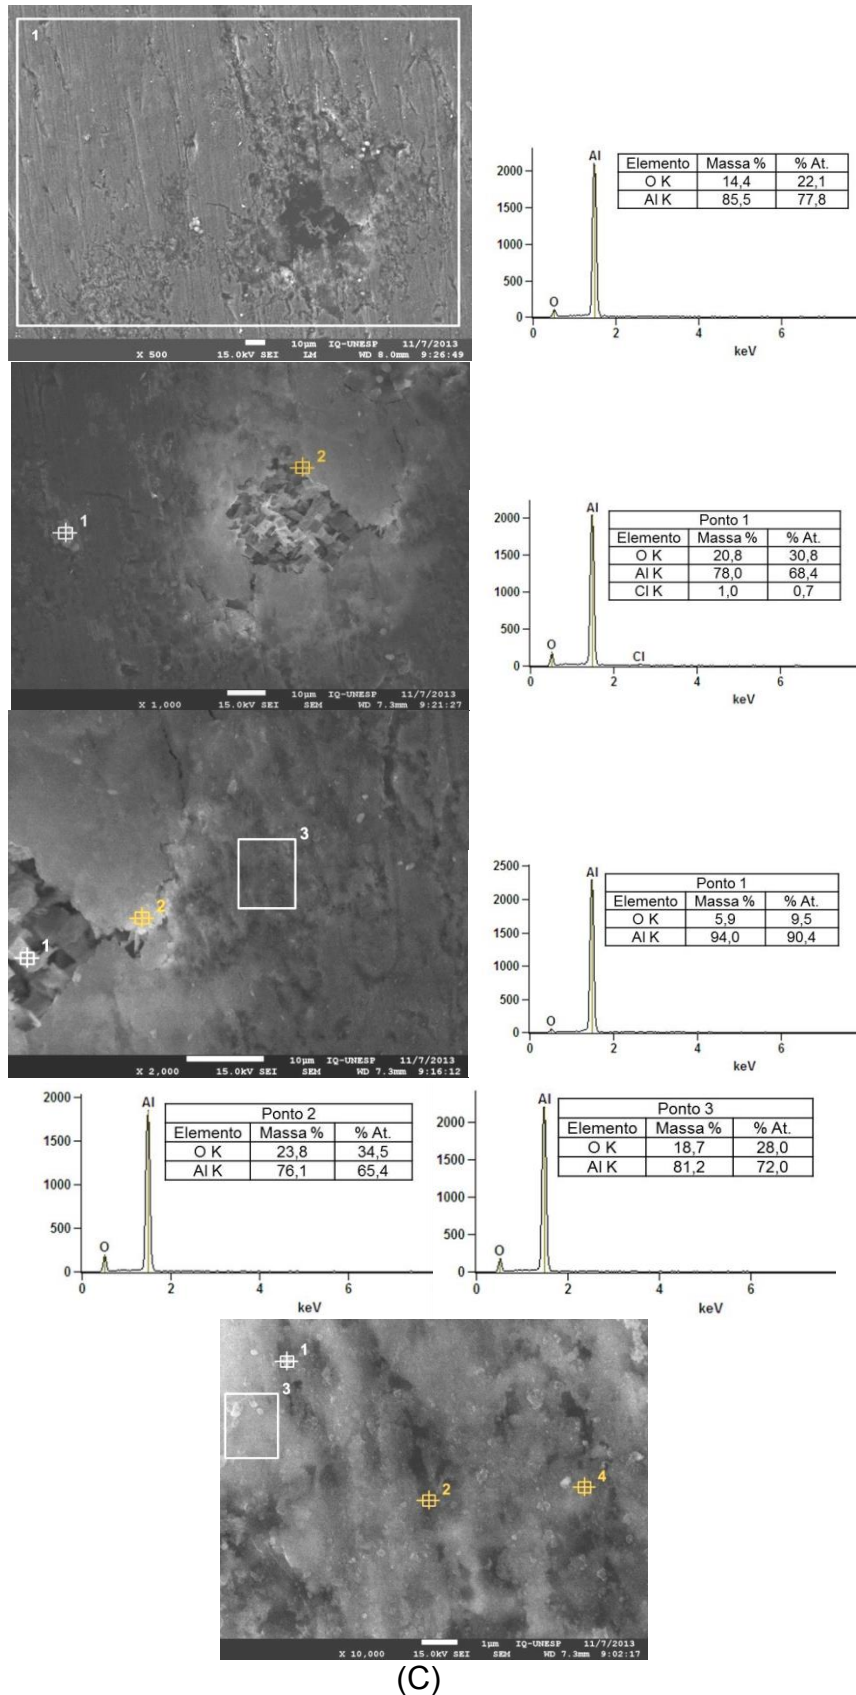 1
10μm IQ-UNESP 11/7/2013
X 500 15.0kV SEI LM WD 8.0mm 9:26:49
Al
O
2000
1500
1000
500
0
0 2 4 6
keV
Elemento Massa % % At.
O K 14,4 22,1
Al K 85,5 77,8
1
2
10μm IQ-UNESP 11/7/2013
X 1,000 15.0kV SEI SEM WD 7.3mm 9:21:27
Al
O
Cl
2000
1500
1000
500
0
0 2 4 6
keV
Ponto 1
Elemento Massa % % At.
O K 20,8 30,8
Al K 78,0 68,4
Cl K 1,0 0,7
1
2
3
10μm IQ-UNESP 11/7/2013
X 2,000 15.0kV SEI SEM WD 7.3mm 9:16:12
Al
O
2500
2000
1500
1000
500
0
0 2 4 6
keV
Ponto 1
Elemento Massa % % At.
O K 5,9 9,5
Al K 94,0 90,4
Al
O
2000
1500
1000
500
0
0 2 4 6
keV
Ponto 2
Elemento Massa % % At.
O K 23,8 34,5
Al K 76,1 65,4
Al
O
2000
1500
1000
500
0
0 2 4 6
keV
Ponto 3
Elemento Massa % % At.
O K 18,7 28,0
Al K 81,2 72,0
1
3
2
4
1μm IQ-UNESP 11/7/2013
X 10,000 15.0kV SEI SEM WD 7.3mm 9:02:17
(C)